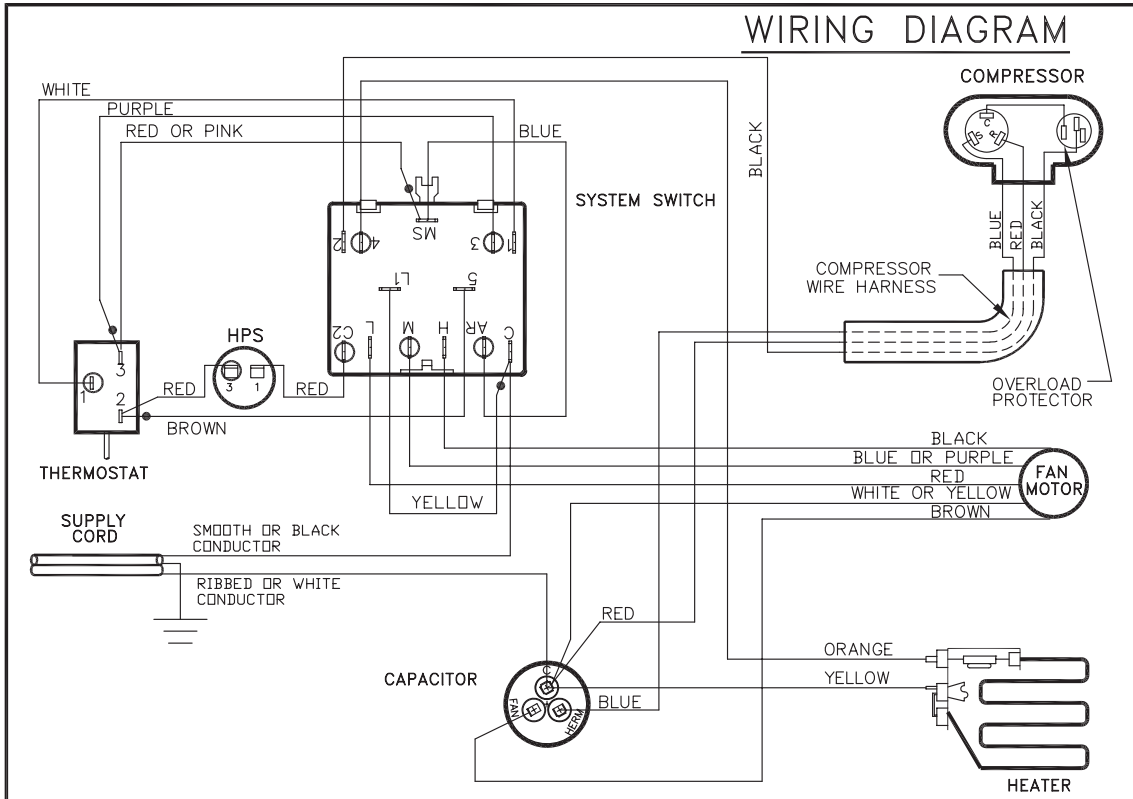 WIRING DIAGRAM
COMPRESSOR
WHITE
PURPLE
RED OR PINK
BLUE
BLACK
C
S
R
SYSTEM SWITCH
MS
2
4
3
1
BLUE
RED
BLACK
L1
5
COMPRESSOR
WIRE HARNESS
C2
L
M
H
AR
C
HPS
3
1
RED
RED
3
1
2
BROWN
THERMOSTAT
OVERLOAD
PROTECTOR
BLACK
BLUE OR PURPLE
RED
WHITE OR YELLOW
BROWN
FAN
MOTOR
YELLOW
SUPPLY
CORD
SMOOTH OR BLACK
CONDUCTOR
RIBBED OR WHITE
CONDUCTOR
RED
ORANGE
YELLOW
CAPACITOR
C
FAN
HERM
BLUE
HEATER